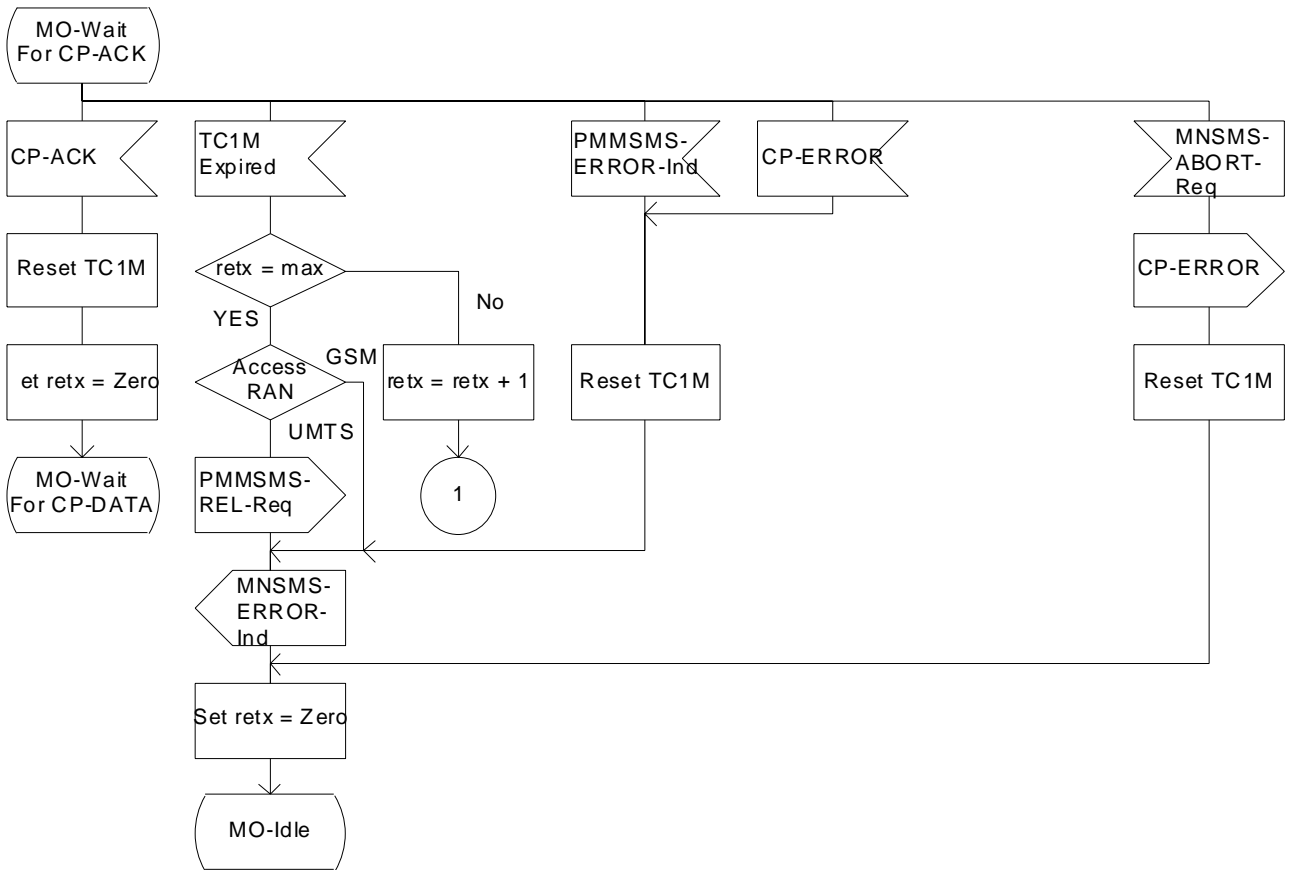 MO-Wait
For CP-ACK
CP-ACK
TC1M
Expired
PMMSMS-
ERROR-Ind
CP-ERROR
MNSMS-
ABORT-
Req
Reset TC1M
retx = max
No
YES
CP-ERROR
et retx = Zero
Access
RAN
GSM
UMTS
retx = retx + 1
Reset TC1M
Reset TC1M
MO-Wait
For CP-DATA
PMMSMS-
REL-Req
1
MNSMS-
ERROR-
Ind
Set retx = Zero
MO-Idle